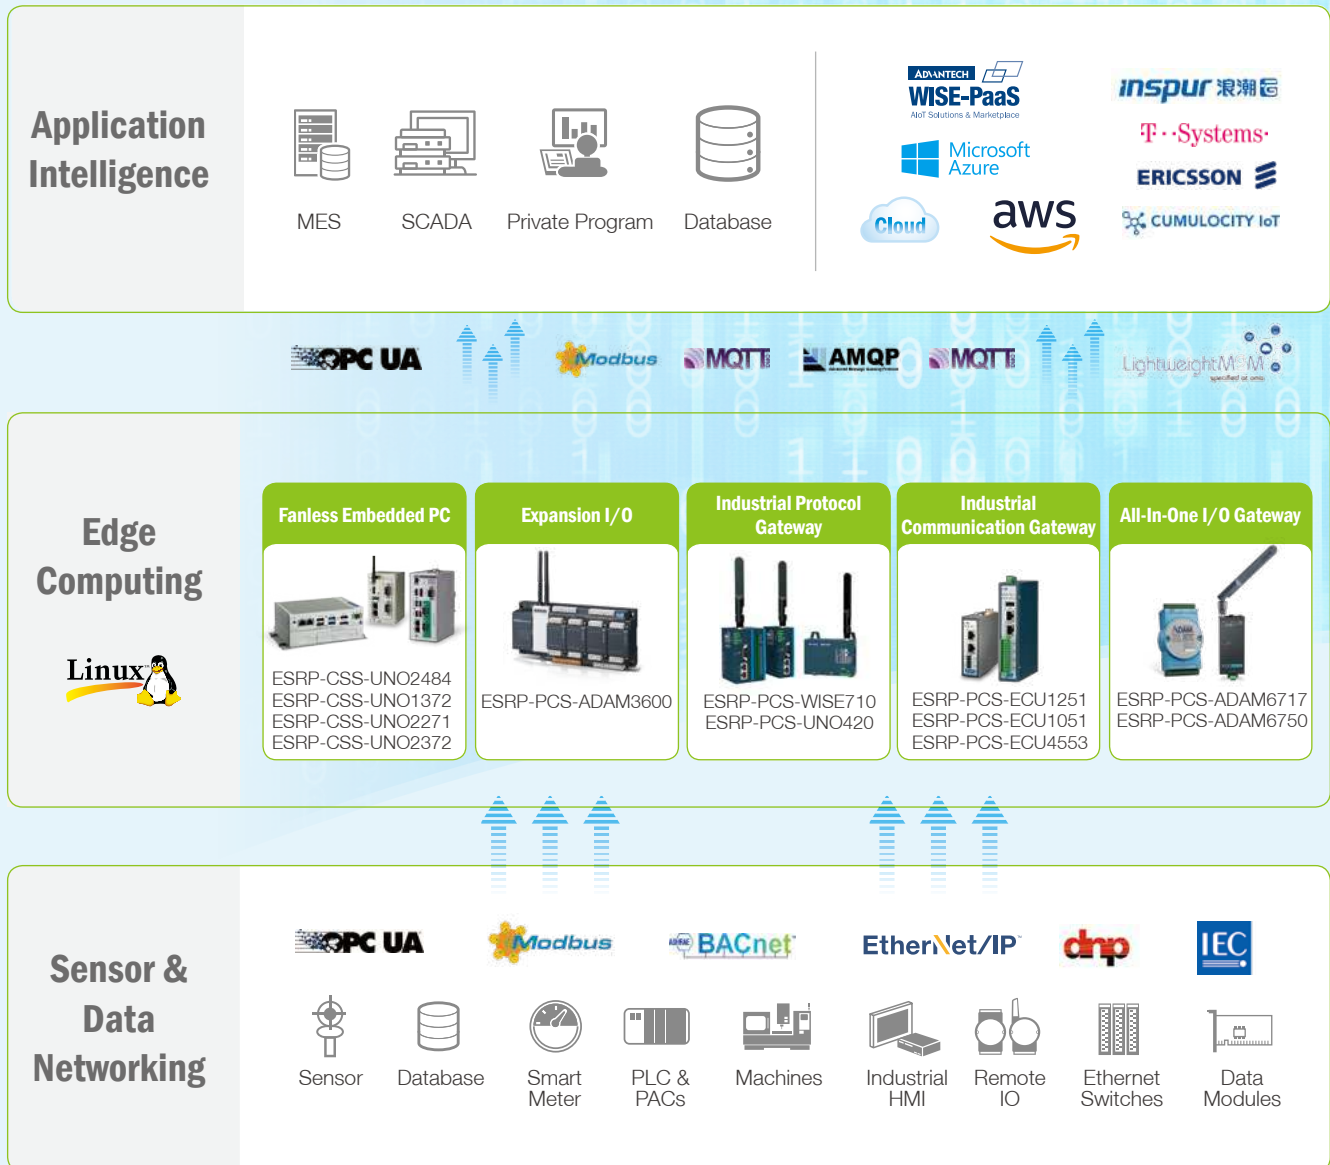 Application
Intelligence
MES
SCADA
Private Program
Database
ADVANTECH
WISE-PaaS
AIoT Solutions & Marketplace
Microsoft
Azure
Cloud
aws
inspur 浪潮云
T··Systems·
ERICSSON
CUMULOCITY IoT
OPC UA
Modbus
MQTT
AMQP
MQTT
LightweightM2M
Edge
Computing
Linux
Fanless Embedded PC
ESRP-CSS-UNO2484
ESRP-CSS-UNO1372
ESRP-CSS-UNO2271
ESRP-CSS-UNO2372
Expansion I/O
ESRP-PCS-ADAM3600
Industrial Protocol
Gateway
ESRP-PCS-WISE710
ESRP-PCS-UNO420
Industrial
Communication Gateway
ESRP-PCS-ECU1251
ESRP-PCS-ECU1051
ESRP-PCS-ECU4553
All-In-One I/O Gateway
ADAM
ESRP-PCS-ADAM6717
ESRP-PCS-ADAM6750
Sensor &
Data
Networking
OPC UA
Modbus
ASHRAE BACnet
EtherNet/IP
dnp
IEC
Sensor
Database
Smart
Meter
PLC &
PACs
Machines
Industrial
HMI
Remote
IO
Ethernet
Switches
Data
Modules